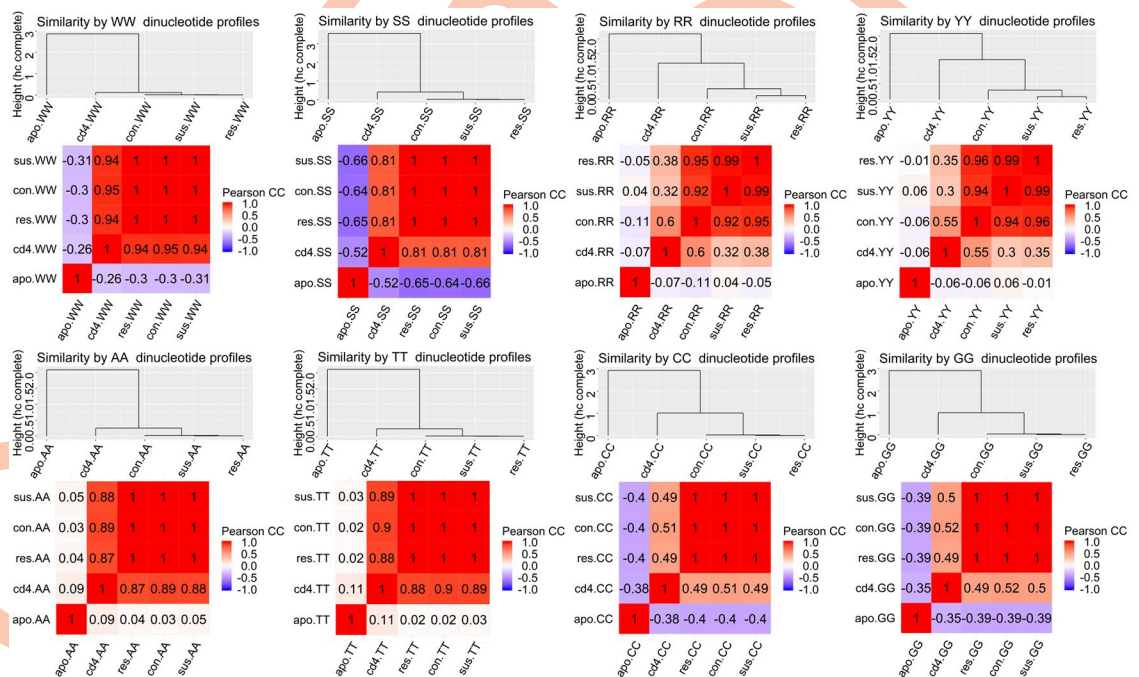 Similarity by WW dinucleotide profiles
Height (hc complete)
3
2
1
0
apo.WW
cd4.WW
con.WW
sus.WW
res.WW
sus.WW -0.31 0.94 1 1 1
con.WW -0.3 0.95 1 1 1
res.WW -0.3 0.94 1 1 1
cd4.WW -0.26 1 0.94 0.95 0.94
apo.WW 1 -0.26 -0.3 -0.3 -0.31
apo.WW
cd4.WW
res.WW
con.WW
sus.WW
Pearson CC
1.0
0.5
0.0
-0.5
-1.0
Similarity by SS dinucleotide profiles
Height (hc complete)
3
2
1
0
apo.SS
cd4.SS
con.SS
sus.SS
res.SS
sus.SS -0.66 0.81 1 1 1
con.SS -0.64 0.81 1 1 1
res.SS -0.65 0.81 1 1 1
cd4.SS -0.52 1 0.81 0.81 0.81
apo.SS 1 -0.52 -0.65 -0.64 -0.66
apo.SS
cd4.SS
res.SS
con.SS
sus.SS
Pearson CC
1.0
0.5
0.0
-0.5
-1.0
Similarity by RR dinucleotide profiles
Height (hc complete)
0.00.51.01.52.0
apo.RR
cd4.RR
con.RR
sus.RR
res.RR
res.RR -0.05 0.38 0.95 0.99 1
sus.RR 0.04 0.32 0.92 1 0.99
con.RR -0.11 0.6 1 0.92 0.95
cd4.RR -0.07 1 0.6 0.32 0.38
apo.RR 1 -0.07 -0.11 0.04 -0.05
apo.RR
cd4.RR
con.RR
sus.RR
res.RR
Pearson CC
1.0
0.5
0.0
-0.5
-1.0
Similarity by YY dinucleotide profiles
Height (hc complete)
0.00.51.01.52.0
apo.YY
cd4.YY
con.YY
sus.YY
res.YY
res.YY -0.01 0.35 0.96 0.99 1
sus.YY 0.06 0.3 0.94 1 0.99
con.YY -0.06 0.55 1 0.94 0.96
cd4.YY -0.06 1 0.55 0.3 0.35
apo.YY 1 -0.06 -0.06 0.06 -0.01
apo.YY
cd4.YY
con.YY
sus.YY
res.YY
Pearson CC
1.0
0.5
0.0
-0.5
-1.0
Similarity by AA dinucleotide profiles
Height (hc complete)
0.00.51.01.52.0
apo.AA
cd4.AA
con.AA
sus.AA
res.AA
sus.AA 0.05 0.88 1 1 1
con.AA 0.03 0.89 1 1 1
res.AA 0.04 0.87 1 1 1
cd4.AA 0.09 1 0.87 0.89 0.88
apo.AA 1 0.09 0.04 0.03 0.05
apo.AA
cd4.AA
res.AA
con.AA
sus.AA
Pearson CC
1.0
0.5
0.0
-0.5
-1.0
Similarity by TT dinucleotide profiles
Height (hc complete)
0.00.51.01.52.0
apo.TT
cd4.TT
con.TT
sus.TT
res.TT
sus.TT 0.03 0.89 1 1 1
con.TT 0.02 0.9 1 1 1
res.TT 0.02 0.88 1 1 1
cd4.TT 0.11 1 0.88 0.9 0.89
apo.TT 1 0.11 0.02 0.02 0.03
apo.TT
cd4.TT
res.TT
con.TT
sus.TT
Pearson CC
1.0
0.5
0.0
-0.5
-1.0
Similarity by CC dinucleotide profiles
Height (hc complete)
3
2
1
0
apo.CC
cd4.CC
con.CC
sus.CC
res.CC
sus.CC -0.4 0.49 1 1 1
con.CC -0.4 0.51 1 1 1
res.CC -0.4 0.49 1 1 1
cd4.CC -0.38 1 0.49 0.51 0.49
apo.CC 1 -0.38 -0.4 -0.4 -0.4
apo.CC
cd4.CC
res.CC
con.CC
sus.CC
Pearson CC
1.0
0.5
0.0
-0.5
-1.0
Similarity by GG dinucleotide profiles
Height (hc complete)
3
2
1
0
apo.GG
cd4.GG
con.GG
sus.GG
res.GG
sus.GG -0.39 0.5 1 1 1
con.GG -0.39 0.52 1 1 1
res.GG -0.39 0.49 1 1 1
cd4.GG -0.35 1 0.49 0.52 0.5
apo.GG 1 -0.35 -0.39 -0.39 -0.39
apo.GG
cd4.GG
res.GG
con.GG
sus.GG
Pearson CC
1.0
0.5
0.0
-0.5
-1.0